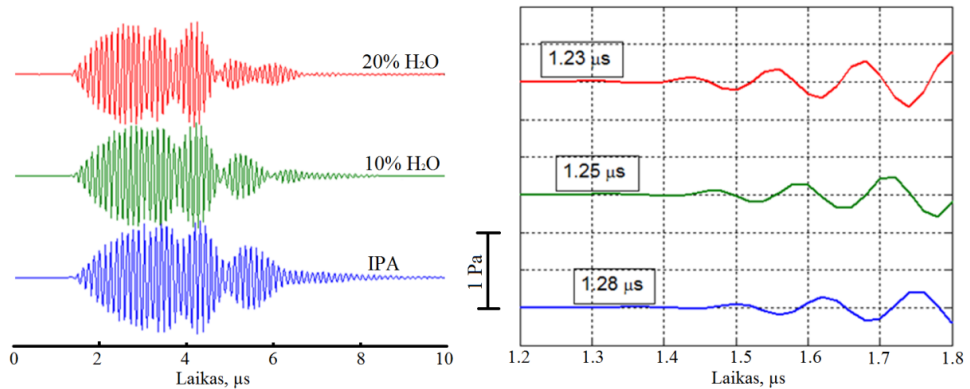 20% H₂O
10% H₂O
IPA
0 2 4 6 8 10
Laikas, µs
1.23 µs
1.25 µs
1.28 µs
1 Pa
1.2 1.3 1.4 1.5 1.6 1.7 1.8
Laikas, µs